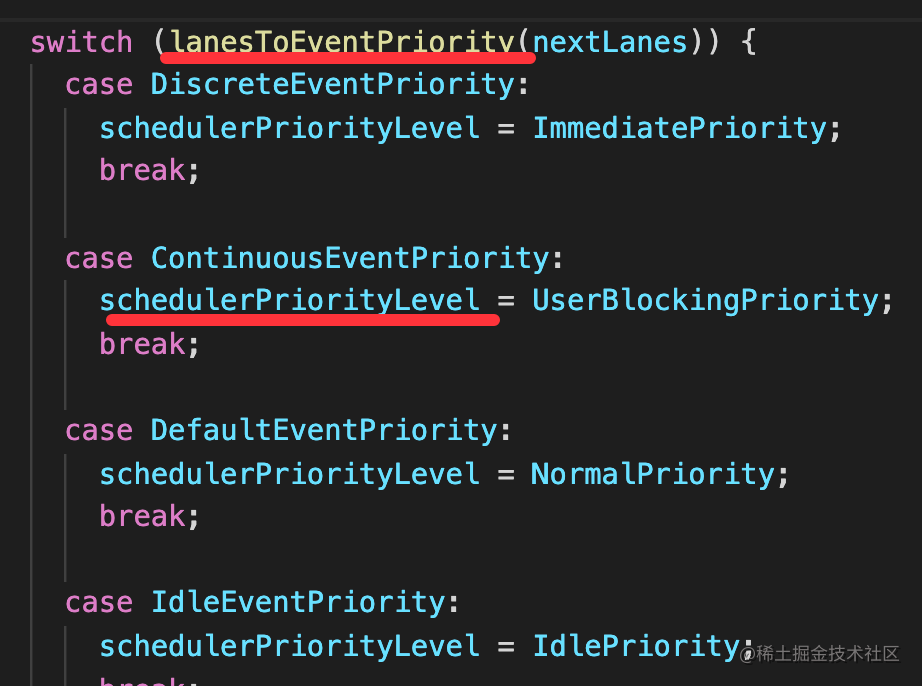 switch (lanesToEventPriority(nextLanes)) {
case DiscreteEventPriority:
schedulerPriorityLevel = ImmediatePriority;
break;
case ContinuousEventPriority:
schedulerPriorityLevel = UserBlockingPriority;
break;
case DefaultEventPriority:
schedulerPriorityLevel = NormalPriority;
break;
case IdleEventPriority:
schedulerPriorityLevel = IdlePriority;
@稀土掘金技术社区
break;